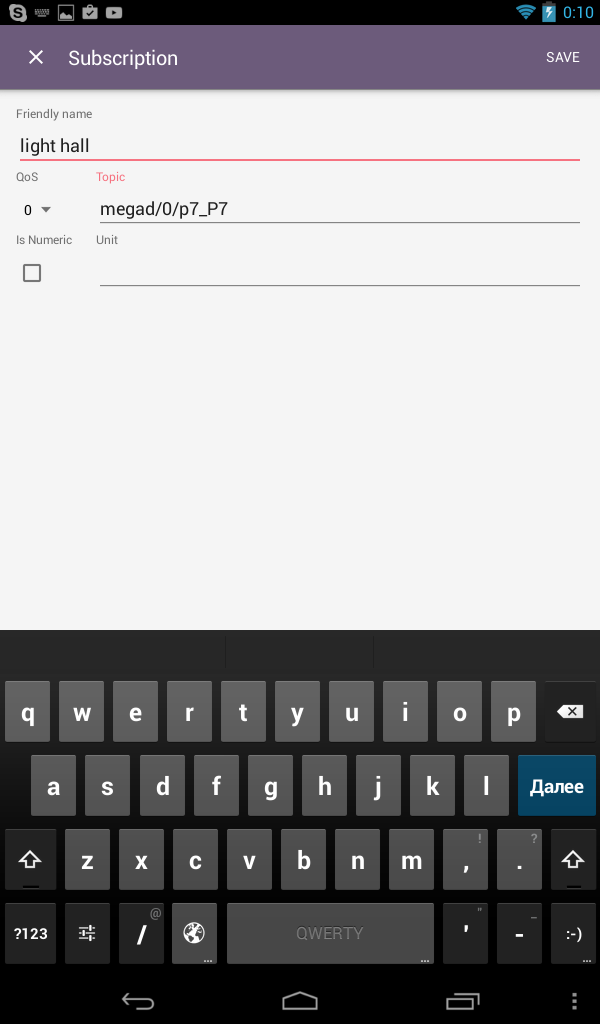 0:10
Subscription SAVE
Friendly name
light hall
QoS Topic
0 megad/0/p7_P7
Is Numeric Unit
q w e r t y u i o p
a s d f g h j k l Далее
z x c v b n m , ! . ?
?123 / @ QWERTY ' " - _ :-)